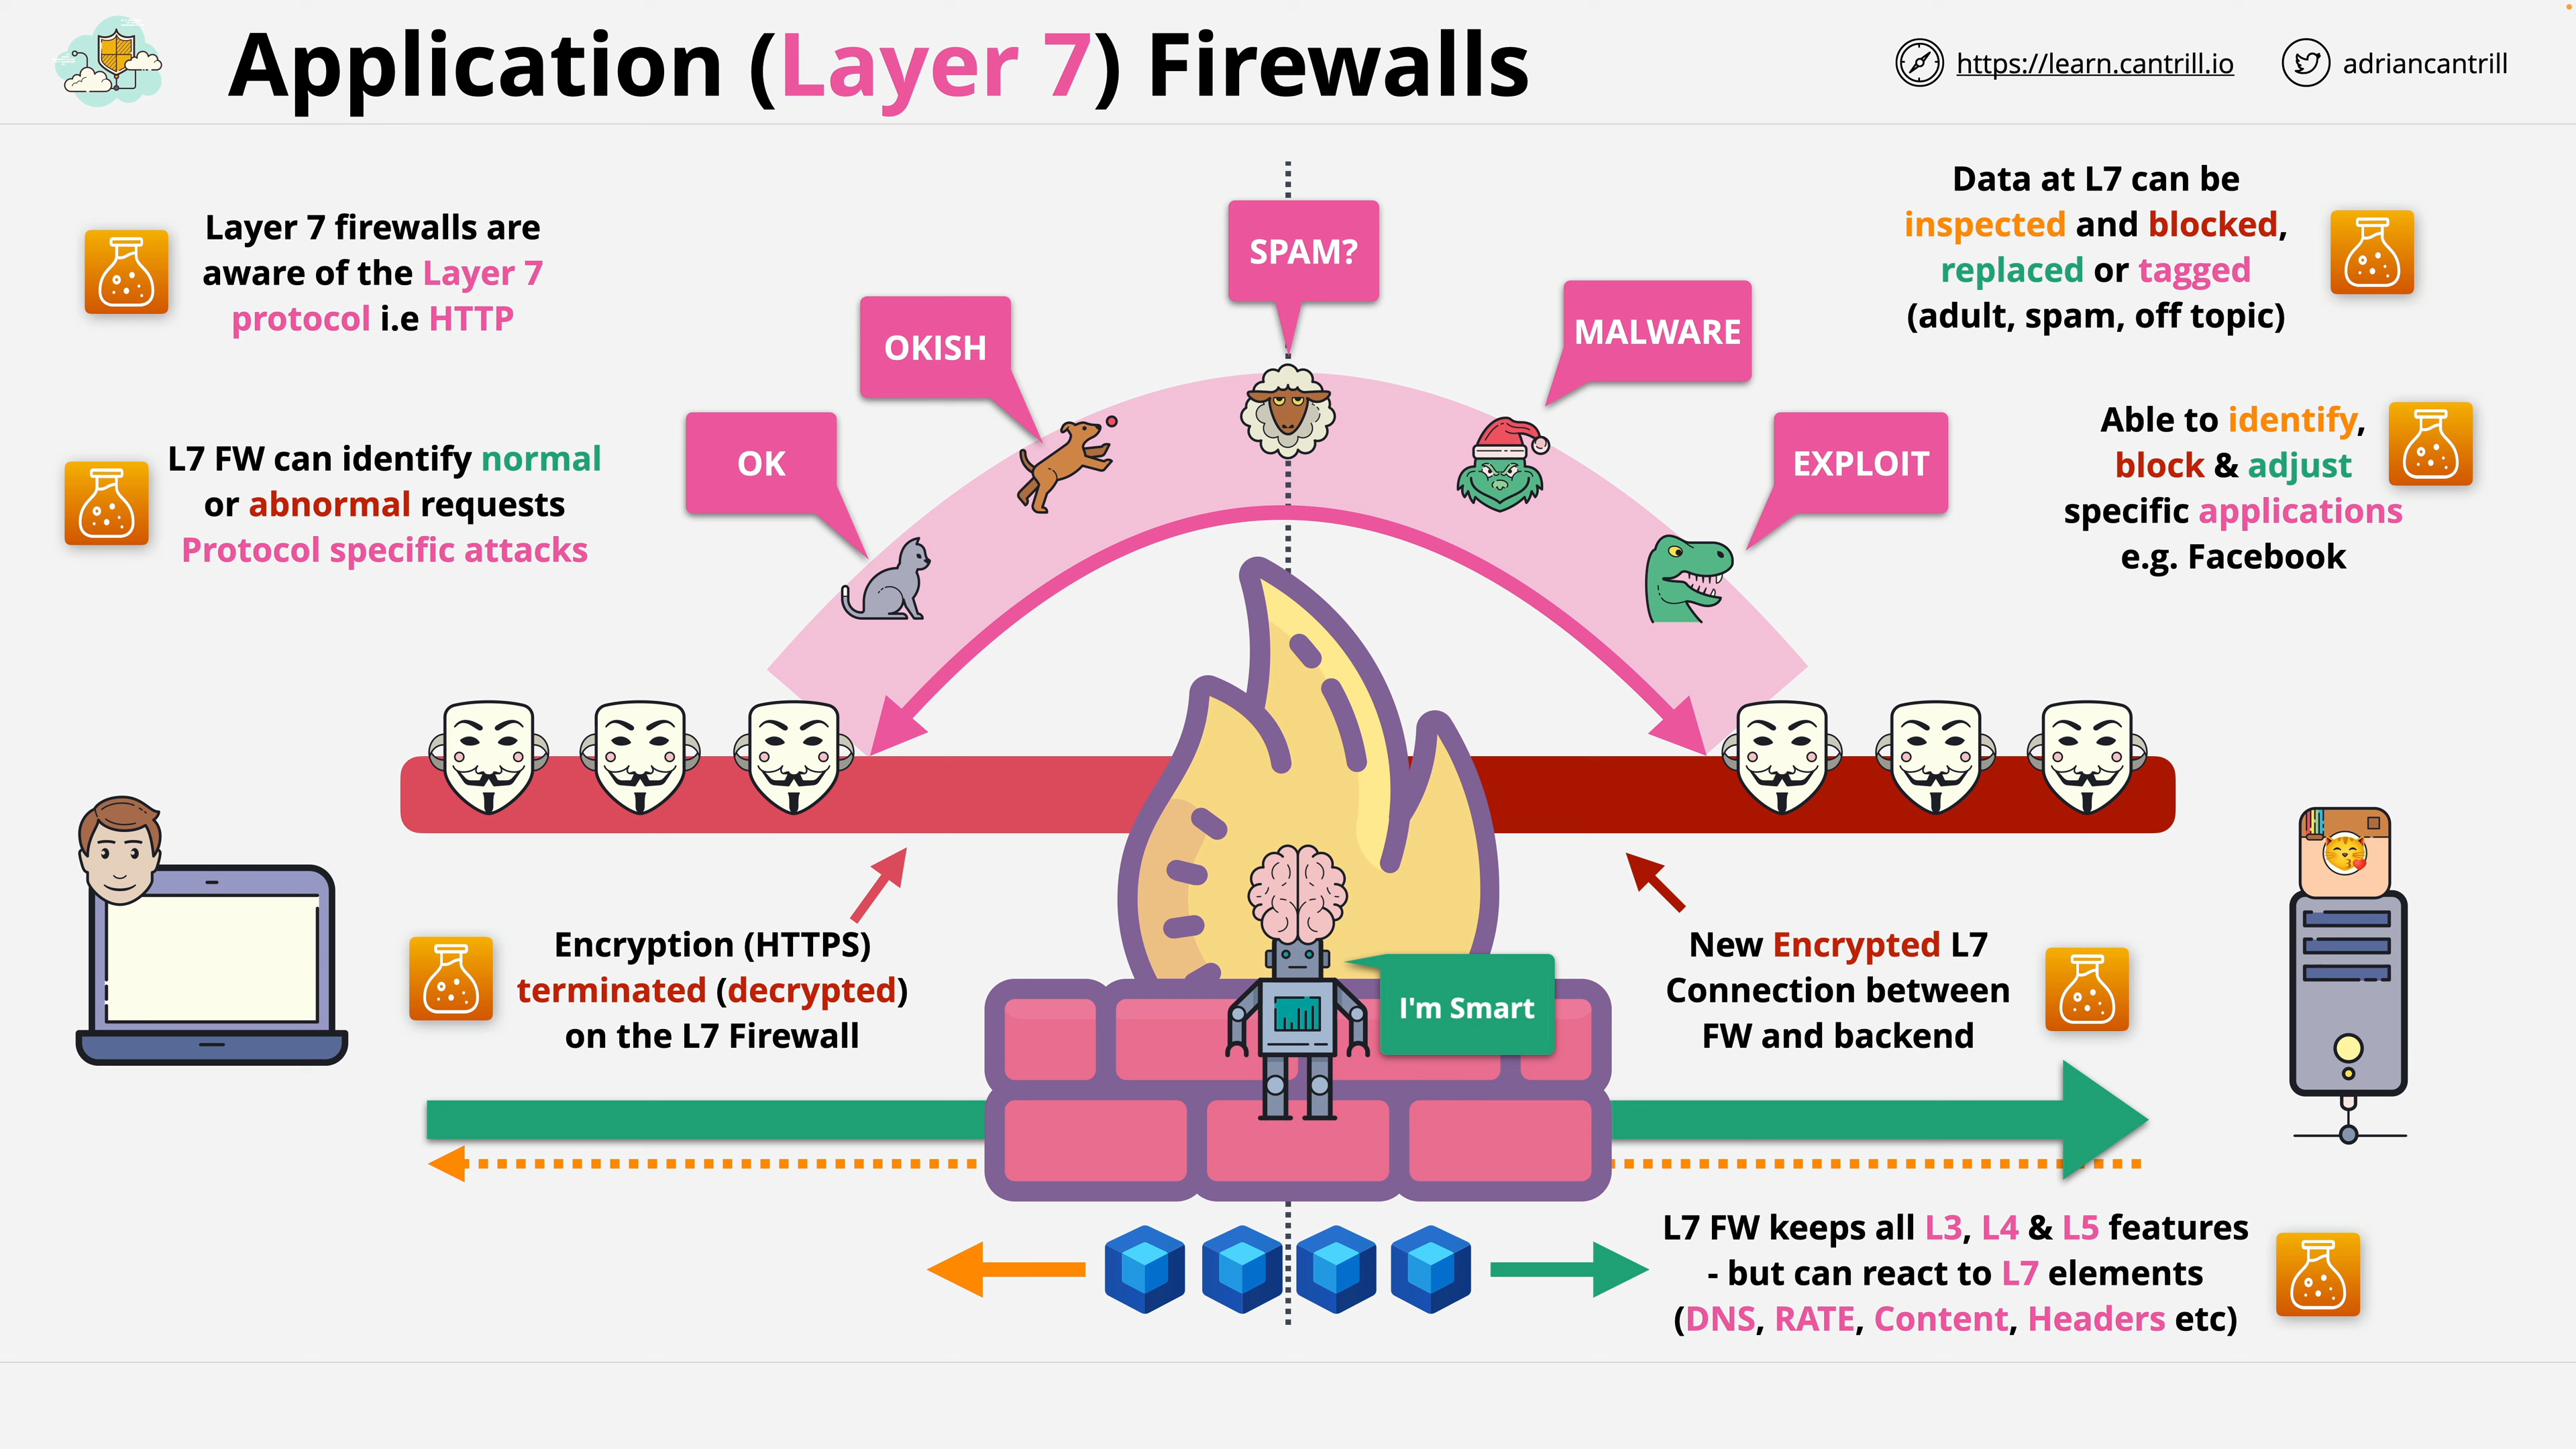 Application (Layer 7) Firewalls
https://learn.cantrill.io
adriancantrill
Layer 7 firewalls are
aware of the Layer 7
protocol i.e HTTP
L7 FW can identify normal
or abnormal requests
Protocol specific attacks
OK
OKISH
SPAM?
MALWARE
EXPLOIT
Data at L7 can be
inspected and blocked,
replaced or tagged
(adult, spam, off topic)
Able to identify,
block & adjust
specific applications
e.g. Facebook
Encryption (HTTPS)
terminated (decrypted)
on the L7 Firewall
I'm Smart
New Encrypted L7
Connection between
FW and backend
L7 FW keeps all L3, L4 & L5 features
- but can react to L7 elements
(DNS, RATE, Content, Headers etc)